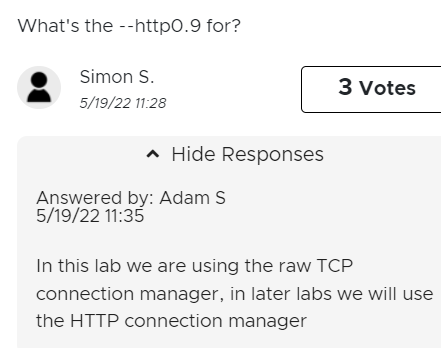 What's the --http0.9 for?
Simon S.
5/19/22 11:28
3 Votes
Hide Responses
Answered by: Adam S
5/19/22 11:35
In this lab we are using the raw TCP
connection manager, in later labs we will use
the HTTP connection manager